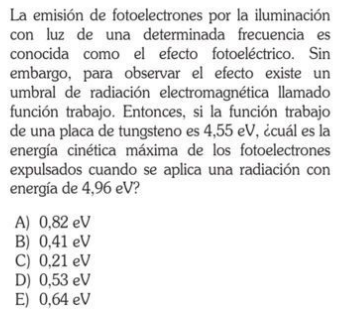 La emisión de fotoelectrones por la iluminación
con luz de una determinada frecuencia es
conocida como el efecto fotoeléctrico. Sin
embargo, para observar el efecto existe un
umbral de radiación electromagnética llamado
función trabajo. Entonces, si la función trabajo
de una placa de tungsteno es 4,55 eV, ¿cuál es la
energía cinética máxima de los fotoelectrones
expulsados cuando se aplica una radiación con
energía de 4,96 eV?
A) 0,82 eV
B) 0,41 eV
C) 0,21 eV
D) 0,53 eV
E) 0,64 eV